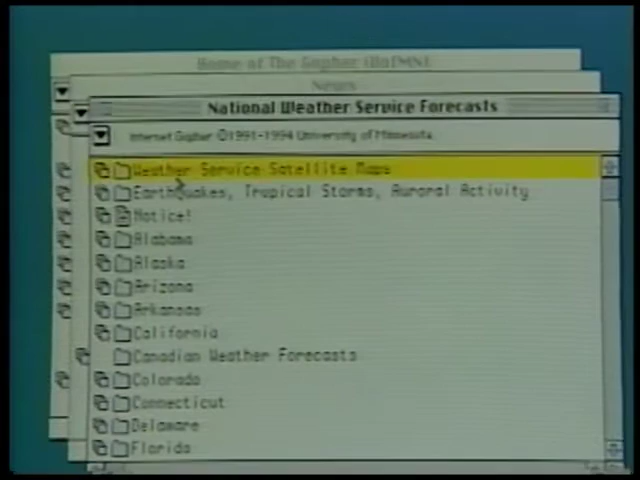 Home of The Gopher (UofMN)
News
National Weather Service Forecasts
Internet Gopher ©1991-1994 University of Minnesota.
Weather Service Satellite Maps
Earthquakes, Tropical Storms, Auroral Activity
Notice!
Alabama
Alaska
Arizona
Arkansas
California
Canadian Weather Forecasts
Colorado
Connecticut
Delaware
Florida